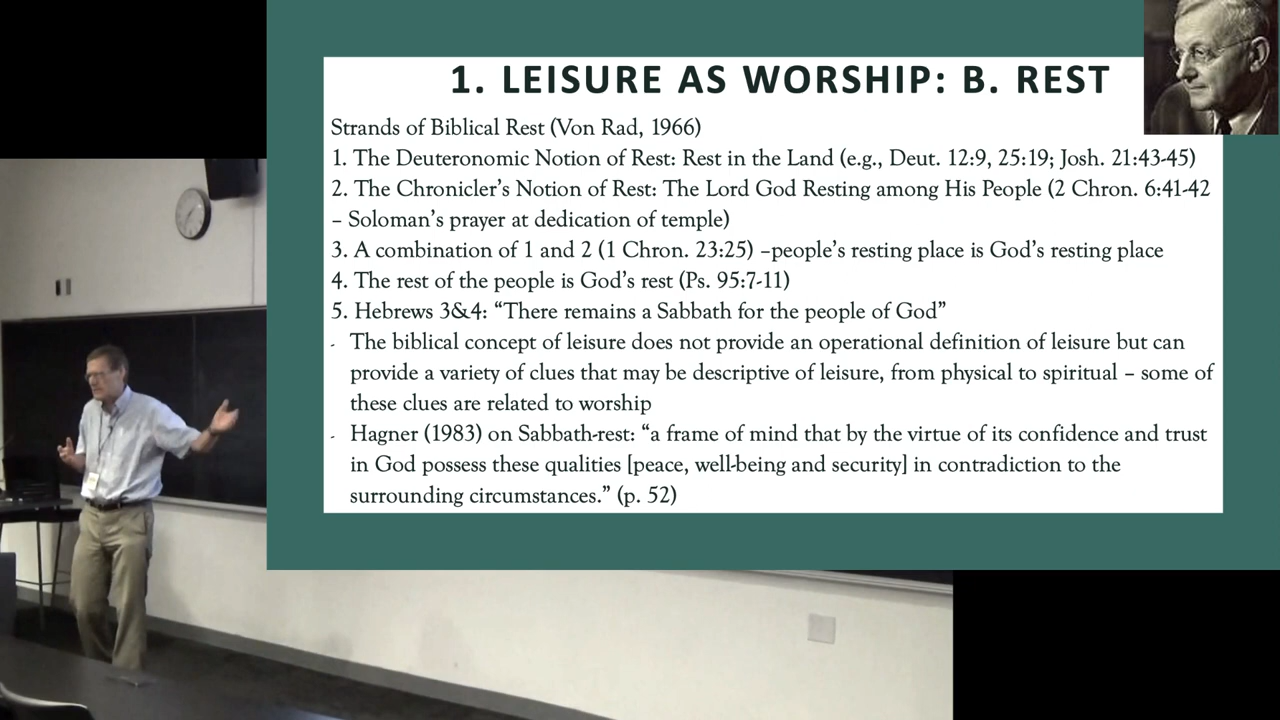 1. LEISURE AS WORSHIP: B. REST
Strands of Biblical Rest (Von Rad, 1966)
1. The Deuteronomic Notion of Rest: Rest in the Land (e.g., Deut. 12:9, 25:19; Josh. 21:43-45)
2. The Chronicler's Notion of Rest: The Lord God Resting among His People (2 Chron. 6:41-42
– Soloman's prayer at dedication of temple)
3. A combination of 1 and 2 (1 Chron. 23:25) –people's resting place is God's resting place
4. The rest of the people is God's rest (Ps. 95:7-11)
5. Hebrews 3&4: “There remains a Sabbath for the people of God”
- The biblical concept of leisure does not provide an operational definition of leisure but can
provide a variety of clues that may be descriptive of leisure, from physical to spiritual – some of
these clues are related to worship
- Hagner (1983) on Sabbath-rest: “a frame of mind that by the virtue of its confidence and trust
in God possess these qualities [peace, well-being and security] in contradiction to the
surrounding circumstances.” (p. 52)